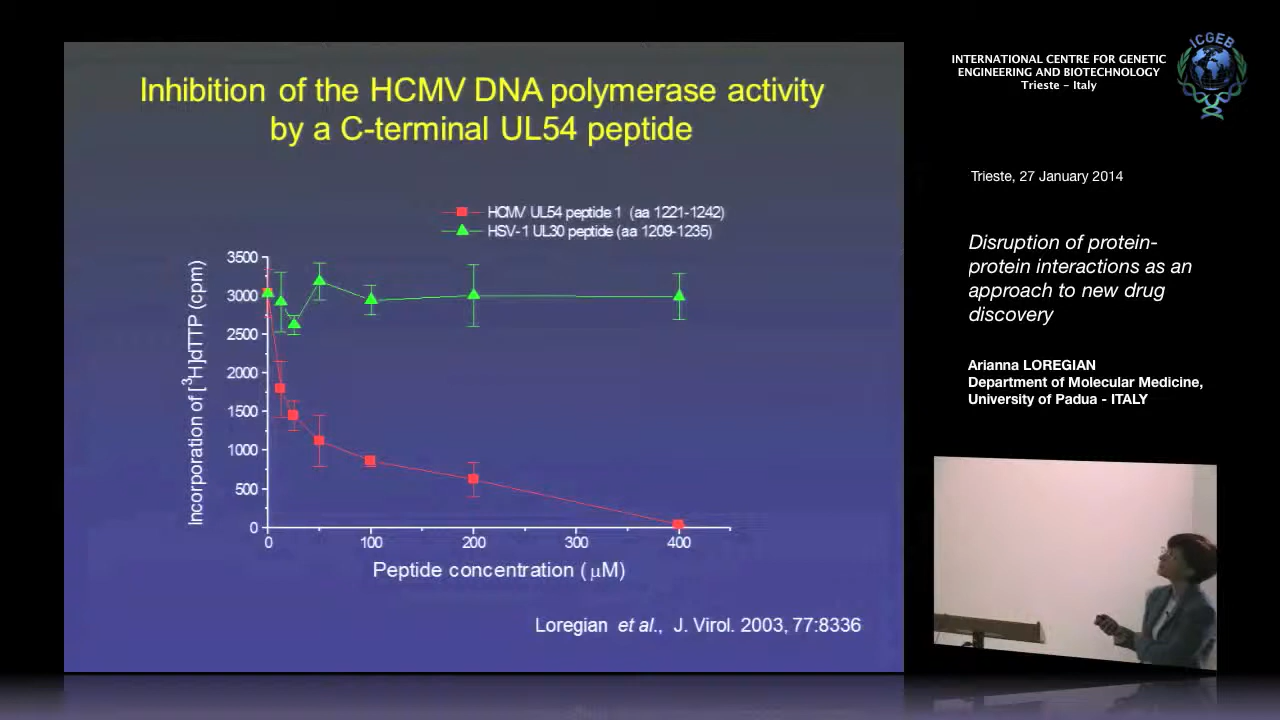 Inhibition of the HCMV DNA polymerase activity
by a C-terminal UL54 peptide
HCMV UL54 peptide 1 (aa 1221-1242)
HSV-1 UL30 peptide (aa 1209-1235)
Incorporation of [³H]dTTP (cpm)
3500
3000
2500
2000
1500
1000
500
0
0 100 200 300 400
Peptide concentration (μM)
Loregian et al., J. Virol. 2003, 77:8336
INTERNATIONAL CENTRE FOR GENETIC
ENGINEERING AND BIOTECHNOLOGY
Trieste - Italy
ICGEB
Trieste, 27 January 2014
Disruption of protein-
protein interactions as an
approach to new drug
discovery
Arianna LOREGIAN
Department of Molecular Medicine,
University of Padua - ITALY